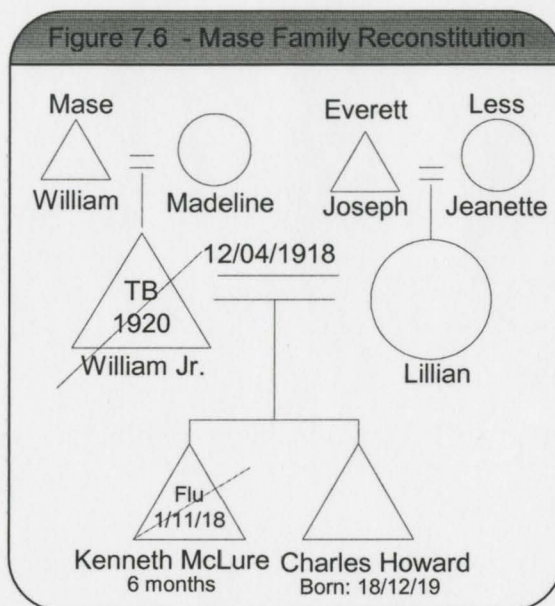 Figure 7.6 - Mase Family Reconstitution
Mase
Everett
Less
William
Madeline
Joseph
Jeanette
12/04/1918
TB
1920
William Jr.
Lillian
Flu
1/11/18
Kenneth McLure
6 months
Charles Howard
Born: 18/12/19